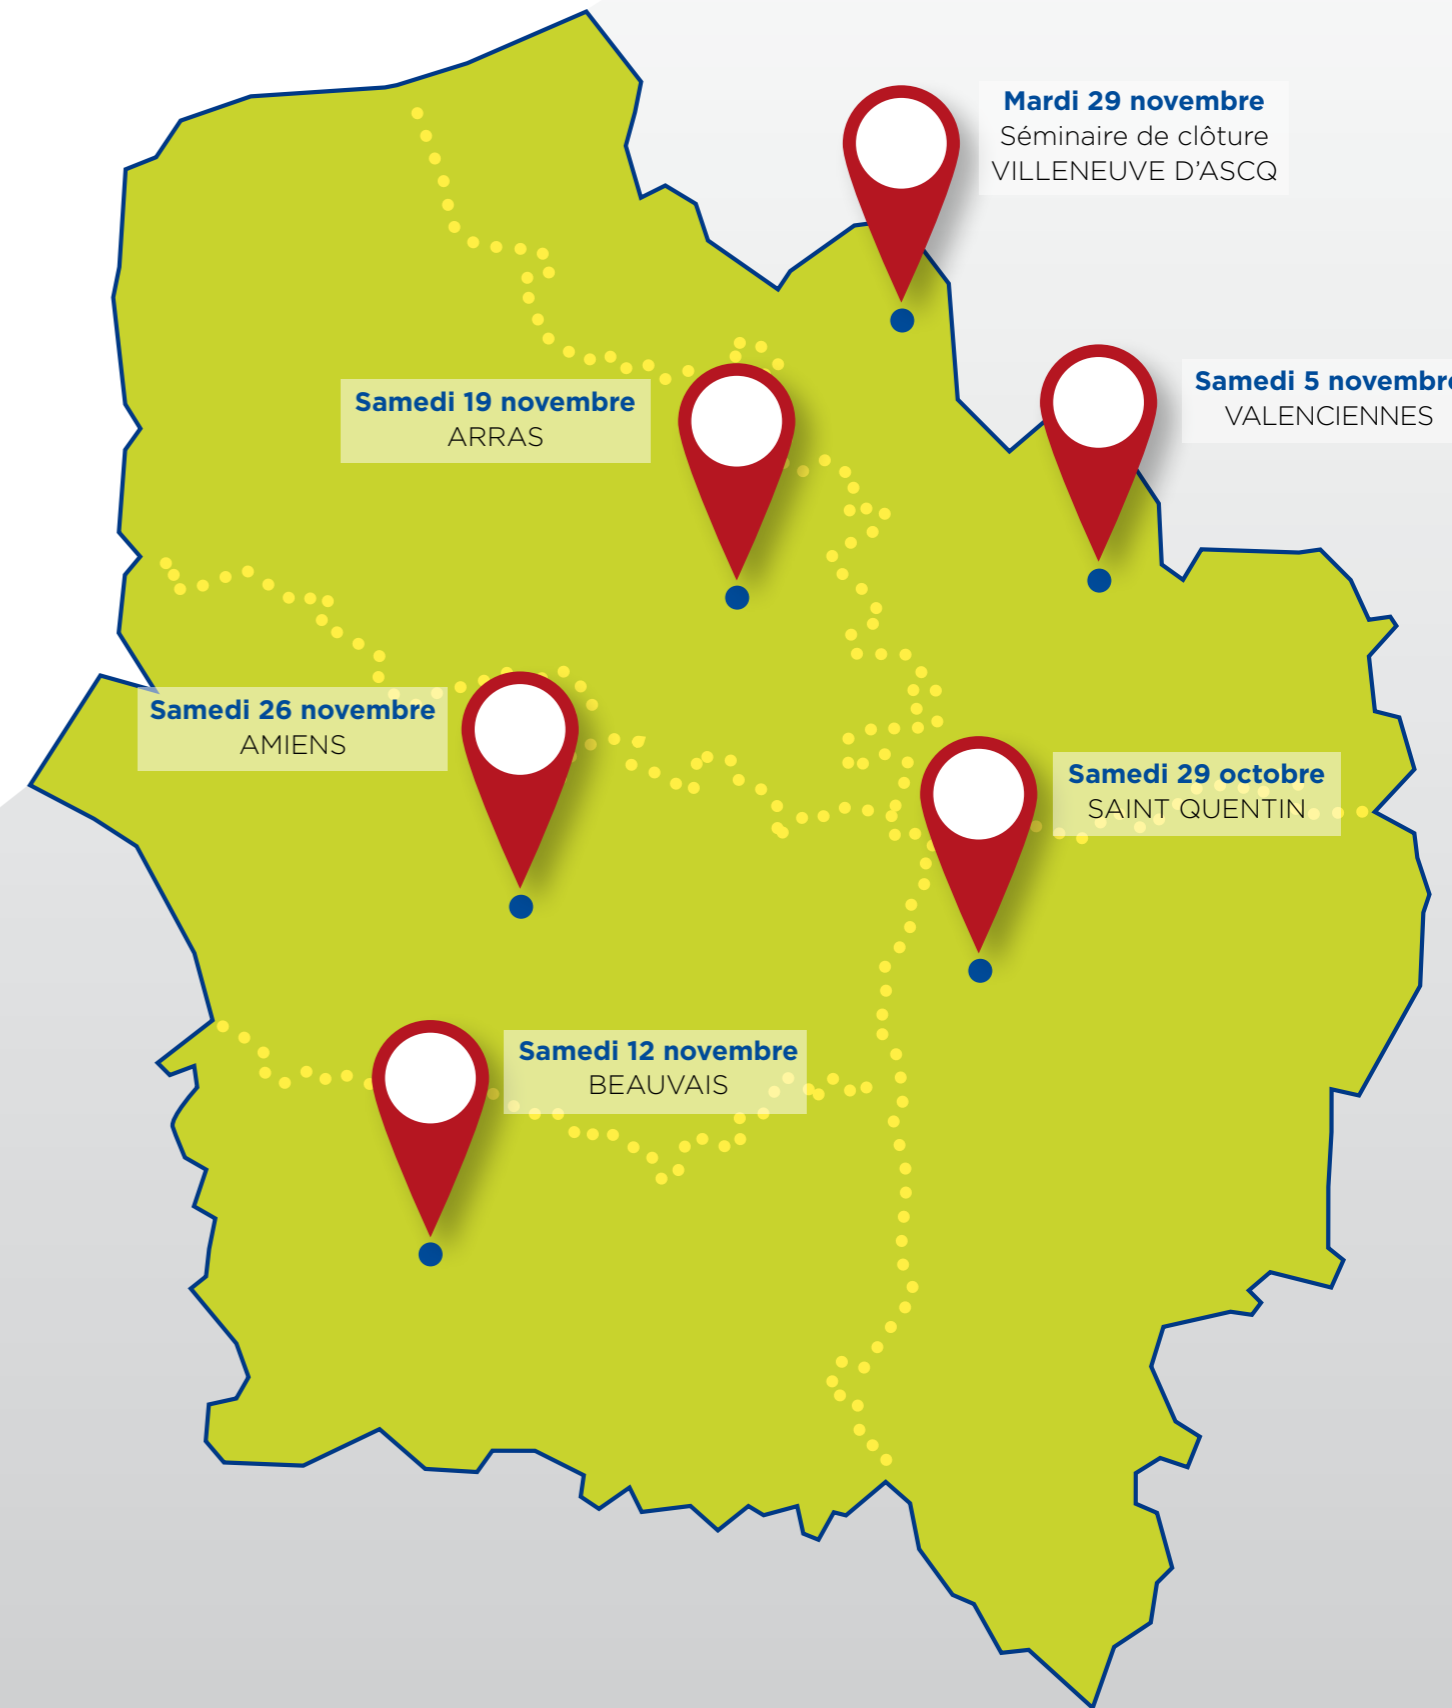 Mardi 29 novembre
Séminaire de clôture
VILLENEUVE D'ASCQ
Samedi 5 novembre
VALENCIENNES
Samedi 19 novembre
ARRAS
Samedi 26 novembre
AMIENS
Samedi 29 octobre
SAINT QUENTIN
Samedi 12 novembre
BEAUVAIS